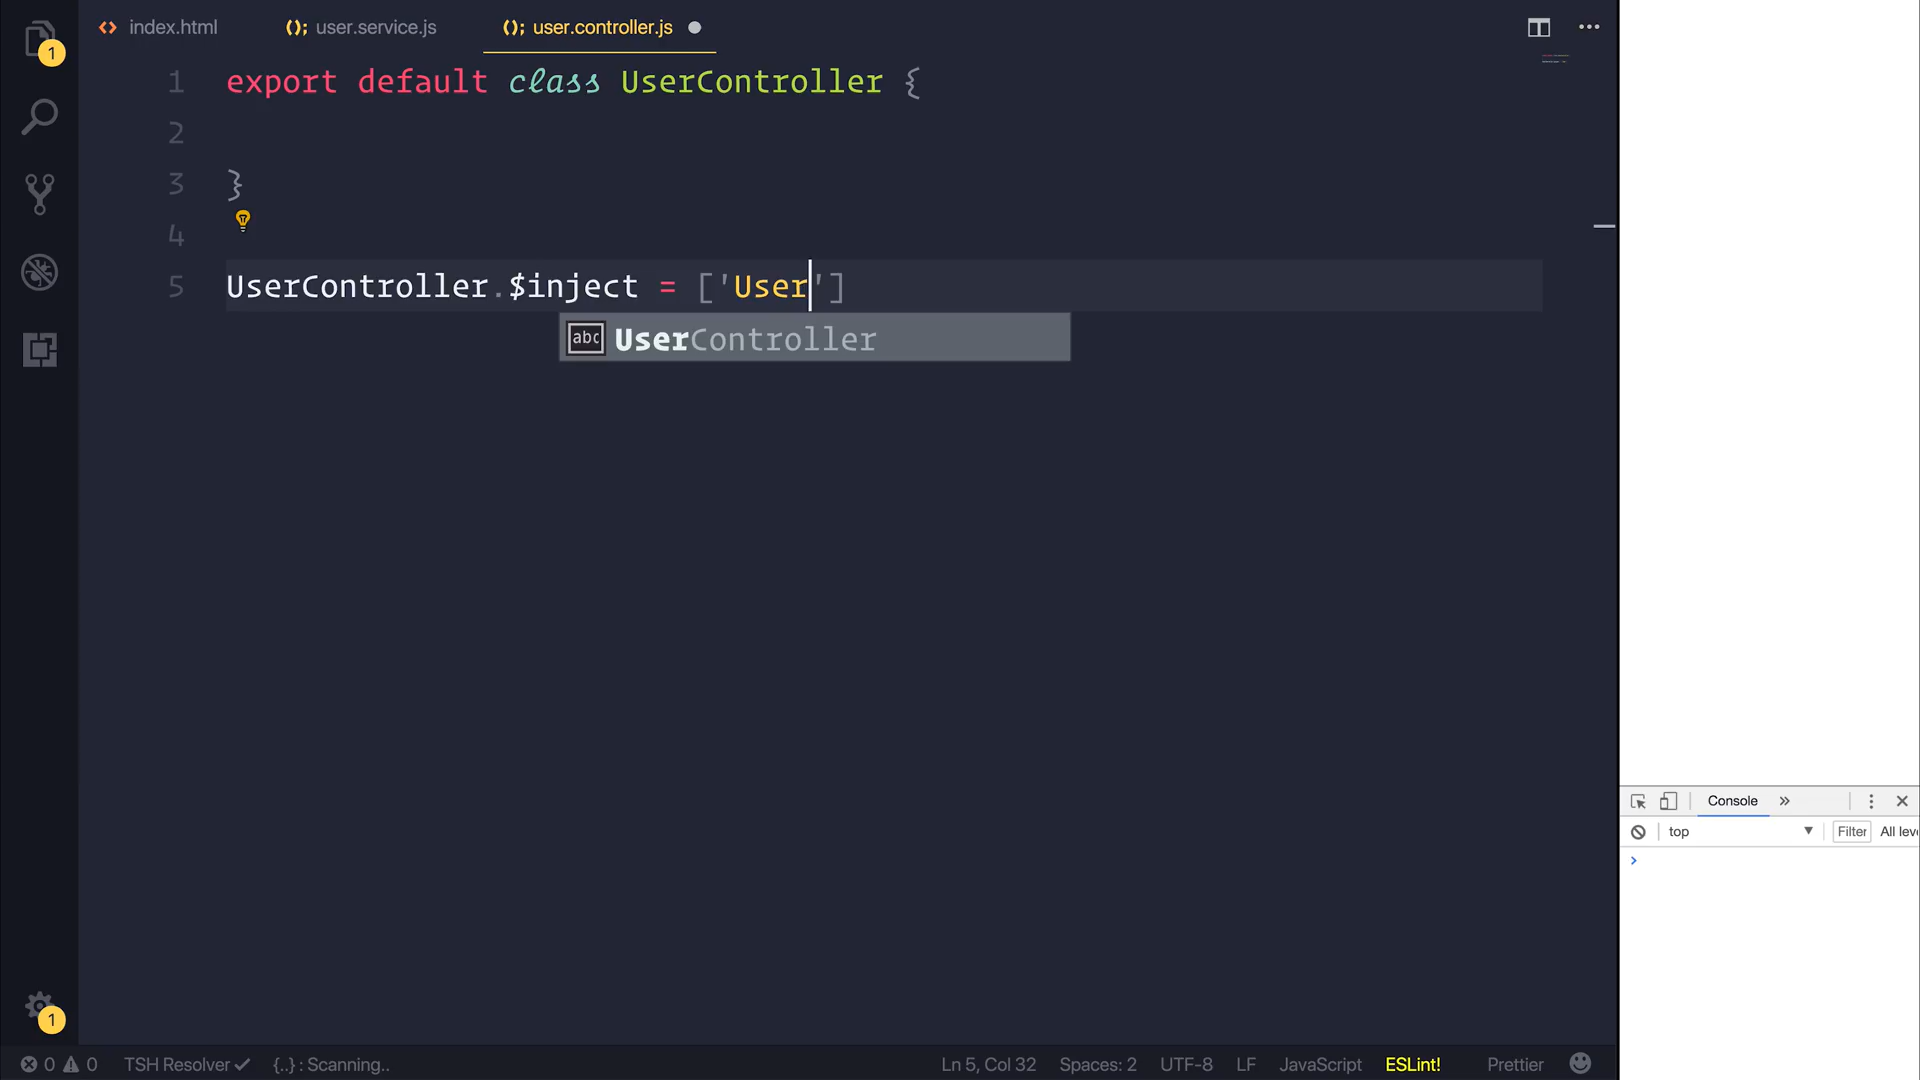 1
index.html
user.service.js
user.controller.js
1 export default class UserController {
2
3 }
4
5 UserController.$inject = ['User']
abc UserController
Console
top
Filter
All leve
1
0 0 TSH Resolver {..} : Scanning..
Ln 5, Col 32 Spaces: 2 UTF-8 LF JavaScript ESLint! Prettier